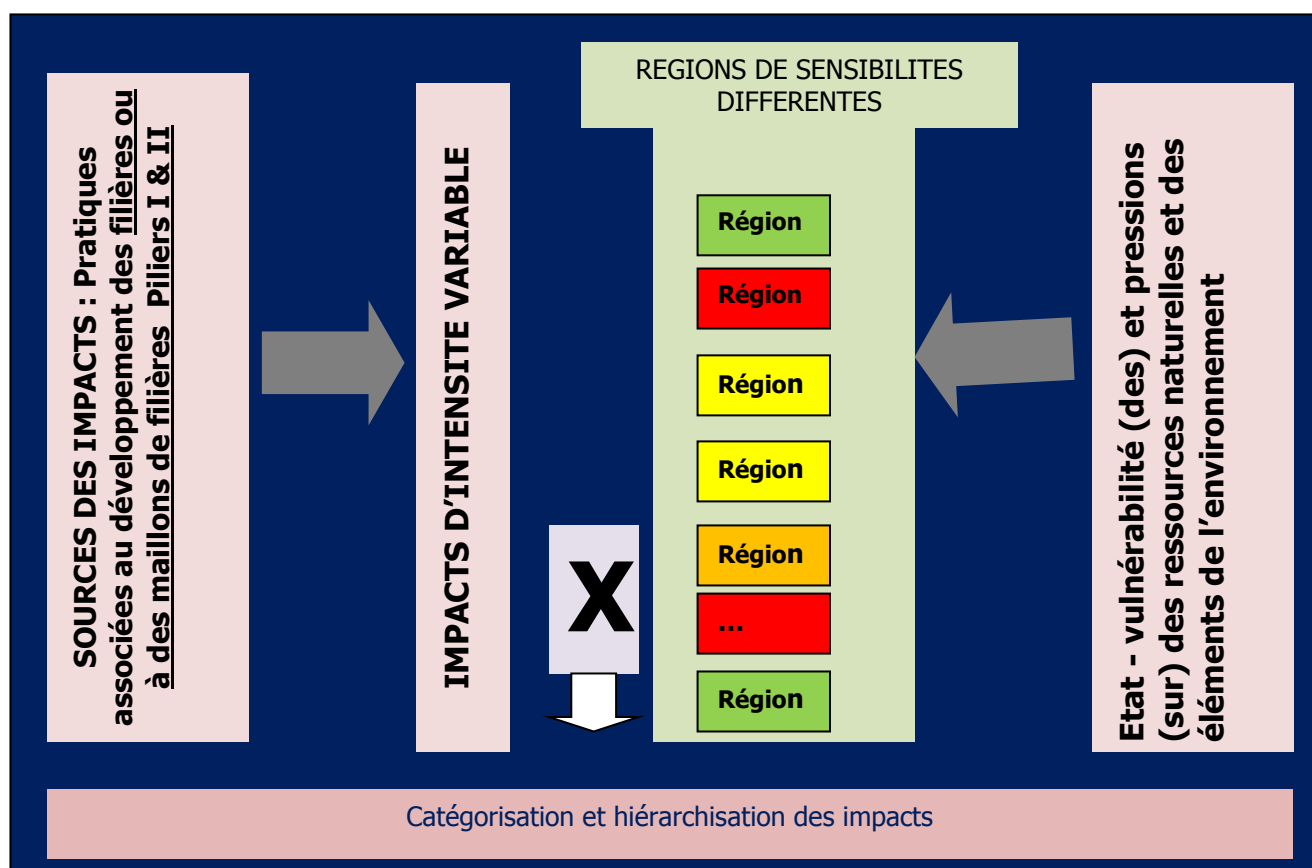 SOURCES DES IMPACTS : Pratiques
associées au développement des filières ou
à des maillons de filières Piliers I & II
IMPACTS D’INTENSITE VARIABLE
X
REGIONS DE SENSIBILITES
DIFFERENTES
Région
Région
Région
Région
Région
...
Région
Etat - vulnérabilité (des) et pressions
(sur) des ressources naturelles et des
éléments de l’environnement
Catégorisation et hiérarchisation des impacts